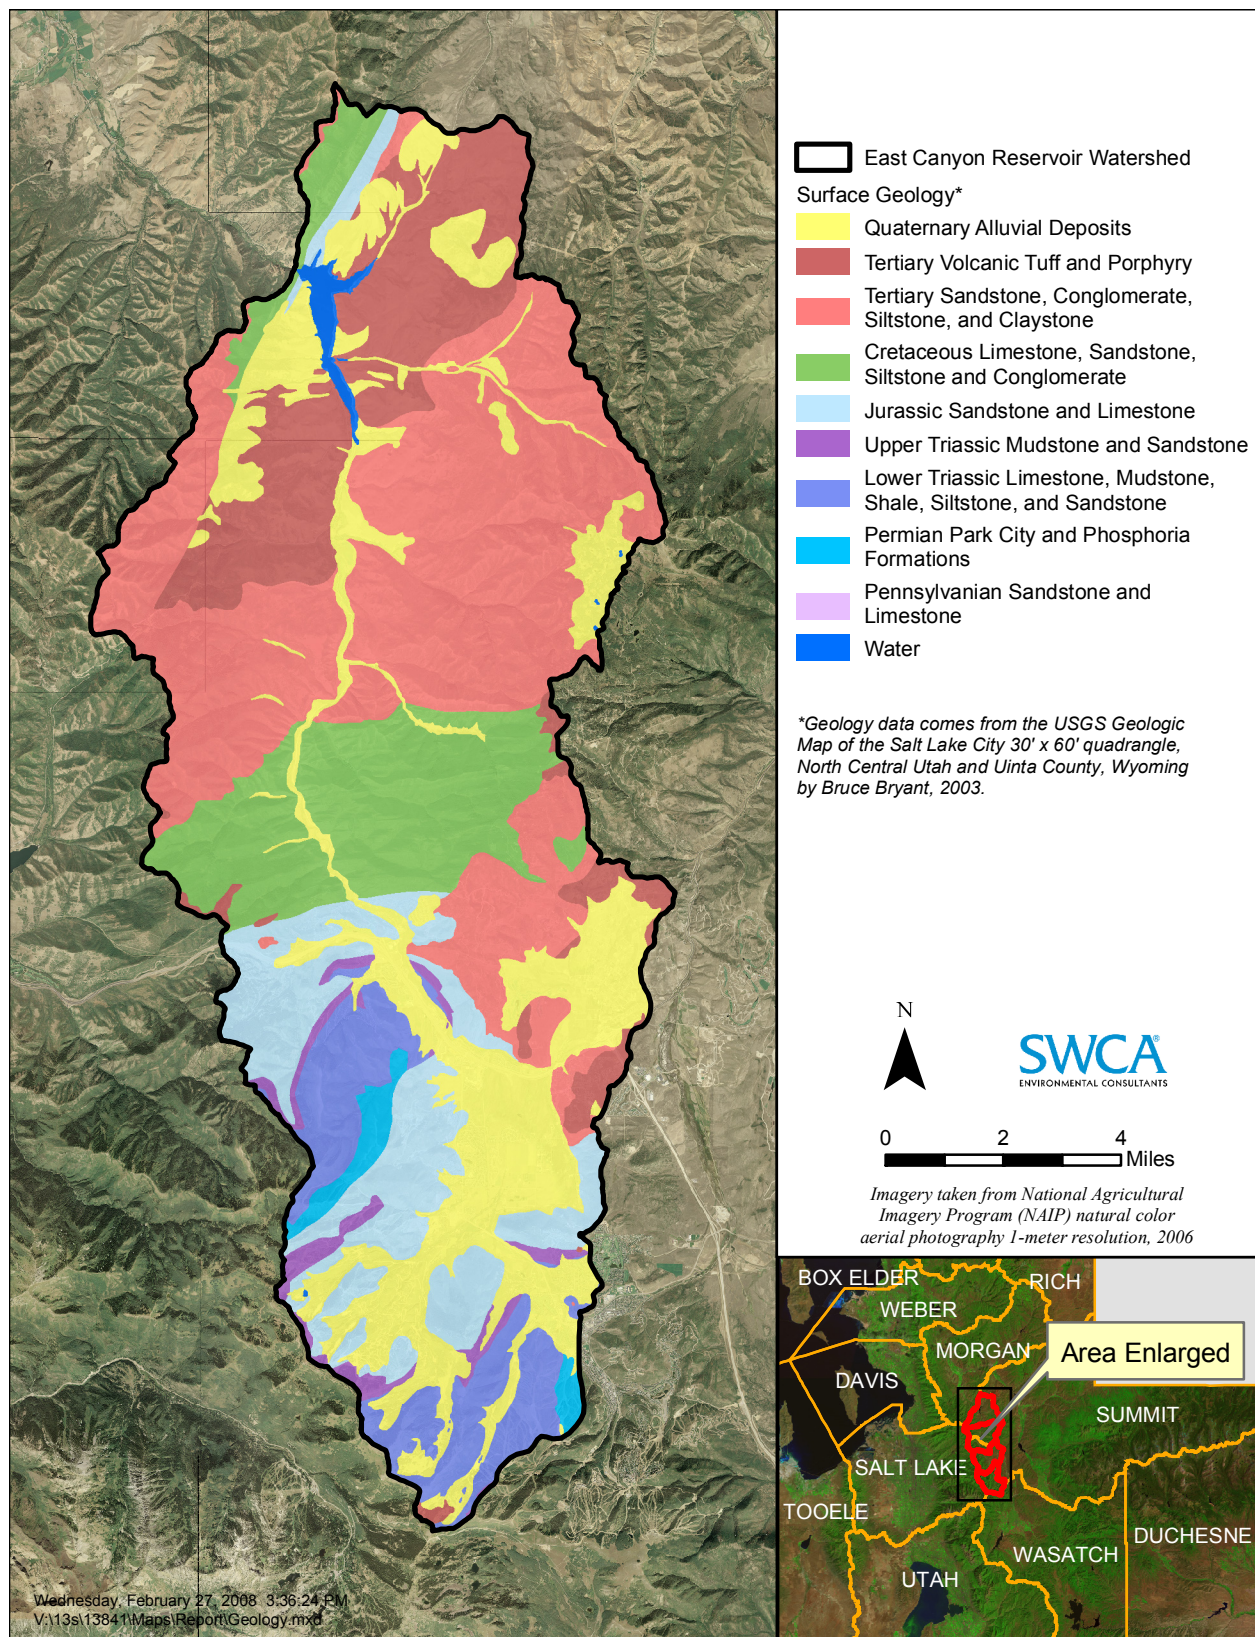 East Canyon Reservoir Watershed
Surface Geology*
Quaternary Alluvial Deposits
Tertiary Volcanic Tuff and Porphyry
Tertiary Sandstone, Conglomerate,
Siltstone, and Claystone
Cretaceous Limestone, Sandstone,
Siltstone and Conglomerate
Jurassic Sandstone and Limestone
Upper Triassic Mudstone and Sandstone
Lower Triassic Limestone, Mudstone,
Shale, Siltstone, and Sandstone
Permian Park City and Phosphoria
Formations
Pennsylvanian Sandstone and
Limestone
Water
*Geology data comes from the USGS Geologic
Map of the Salt Lake City 30' x 60' quadrangle,
North Central Utah and Uinta County, Wyoming
by Bruce Bryant, 2003.
N
SWCA®
ENVIRONMENTAL CONSULTANTS
0 2 4
Miles
Imagery taken from National Agricultural
Imagery Program (NAIP) natural color
aerial photography 1-meter resolution, 2006
BOX ELDER
RICH
WEBER
MORGAN
Area Enlarged
DAVIS
SUMMIT
SALT LAKE
TOOELE
DUCHESNE
WASATCH
UTAH
Wednesday, February 27, 2008 3:36:24 PM
V:\13s\13841\Maps\Report\Geology.mxd